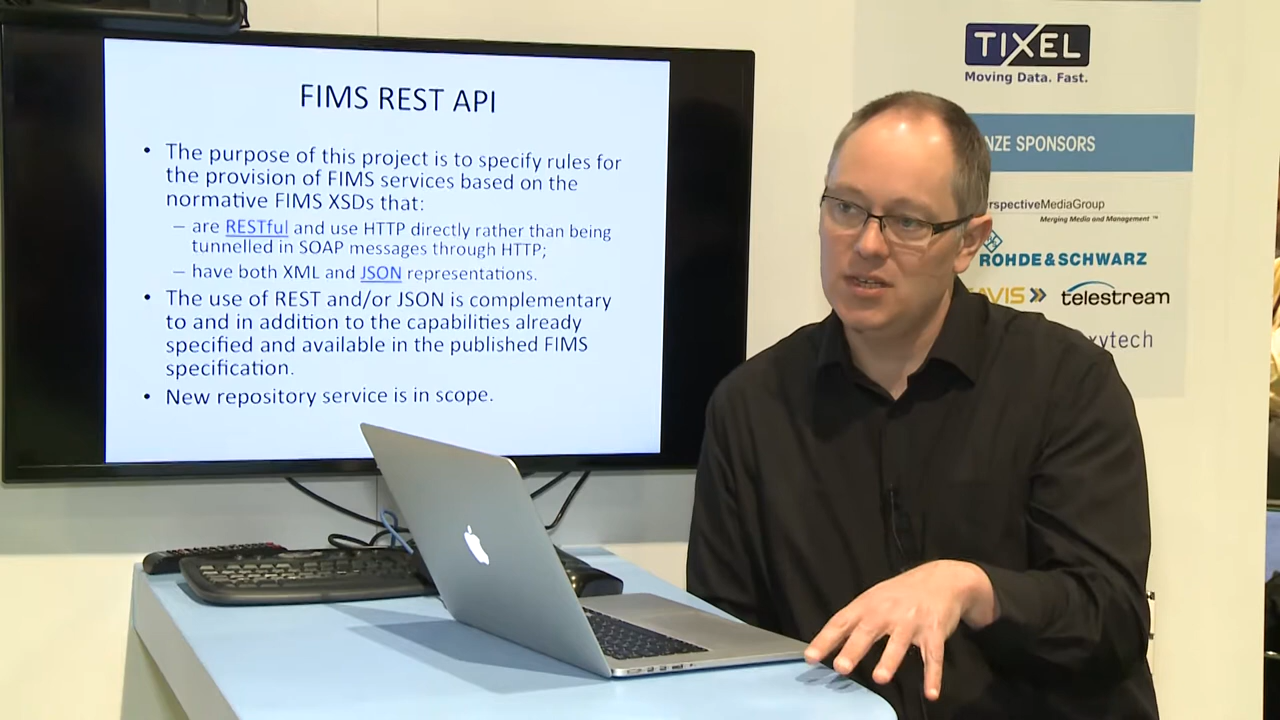 FIMS REST API
• The purpose of this project is to specify rules for
the provision of FIMS services based on the
normative FIMS XSDs that:
– are RESTful and use HTTP directly rather than being
tunnelled in SOAP messages through HTTP;
– have both XML and JSON representations.
• The use of REST and/or JSON is complementary
to and in addition to the capabilities already
specified and available in the published FIMS
specification.
• New repository service is in scope.
TIXEL
Moving Data. Fast.
NZE SPONSORS
erspectiveMediaGroup
Merging Media and Management ™
ROHDE & SCHWARZ
AVIS telestream
xytech